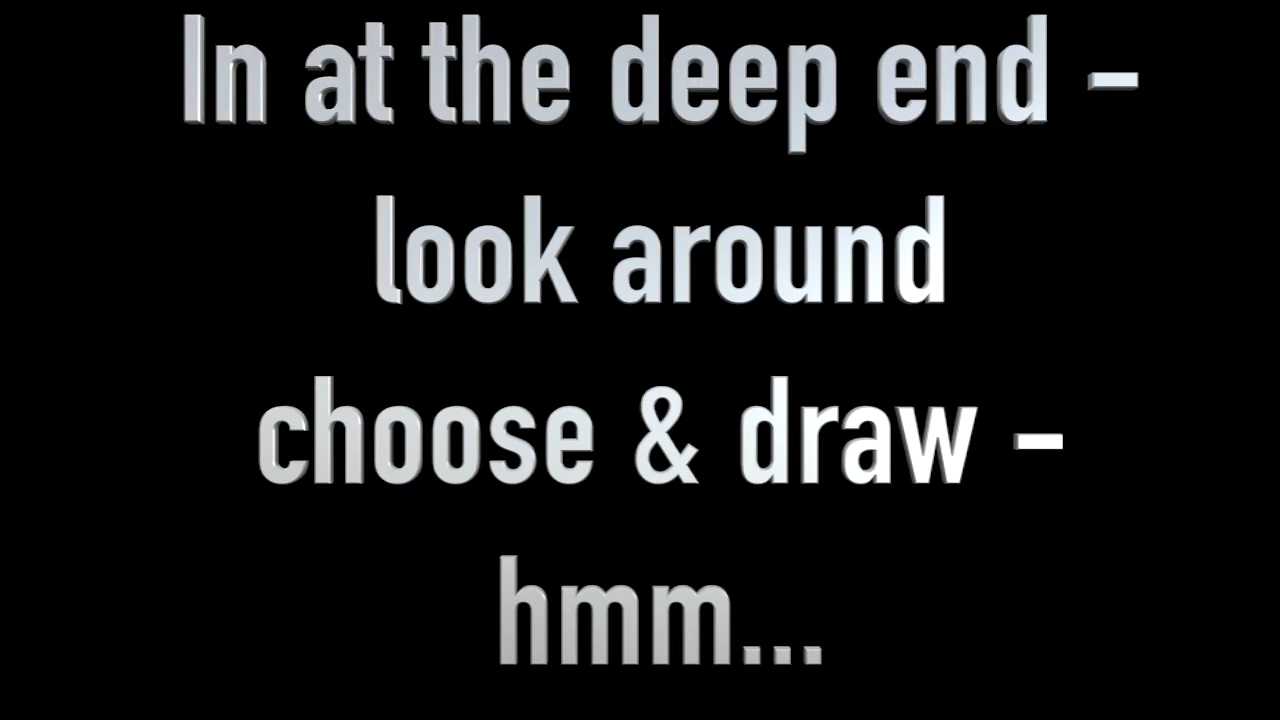 In at the deep end –
look around
choose & draw –
hmm...